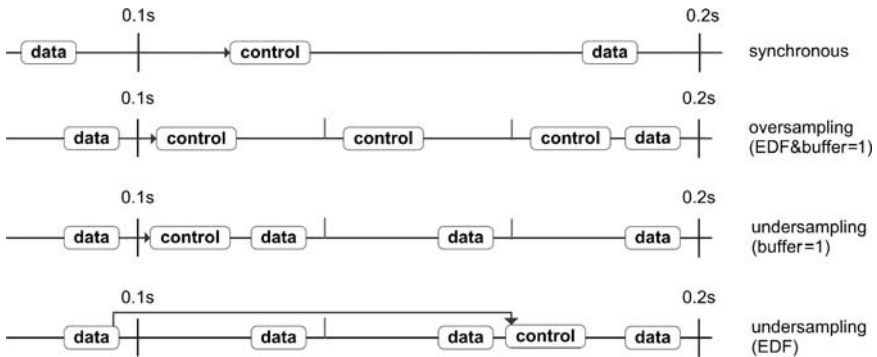 0.1s 0.2s
data control data synchronous
0.1s 0.2s
data control control control data oversampling
(EDF&buffer=1)
0.1s 0.2s
data control data data data undersampling
(buffer=1)
0.1s 0.2s
data data data control data undersampling
(EDF)